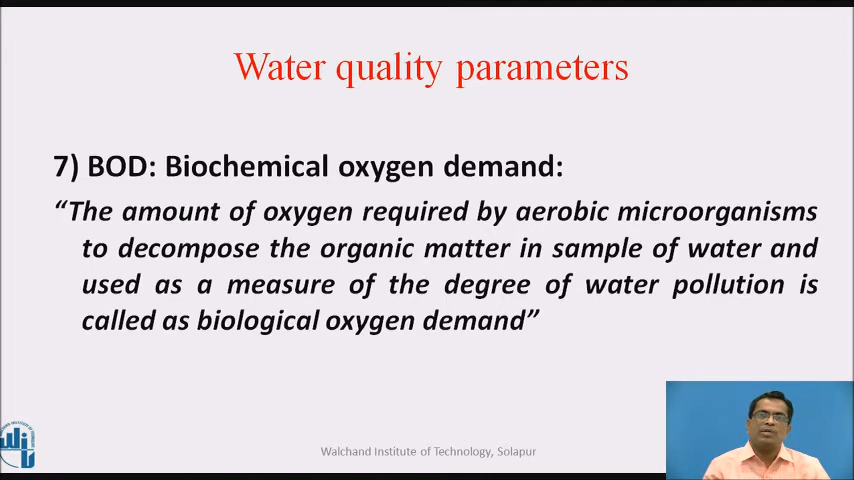 Water quality parameters
7) BOD: Biochemical oxygen demand:
“The amount of oxygen required by aerobic microorganisms
to decompose the organic matter in sample of water and
used as a measure of the degree of water pollution is
called as biological oxygen demand”
Walchand Institute of Technology, Solapur